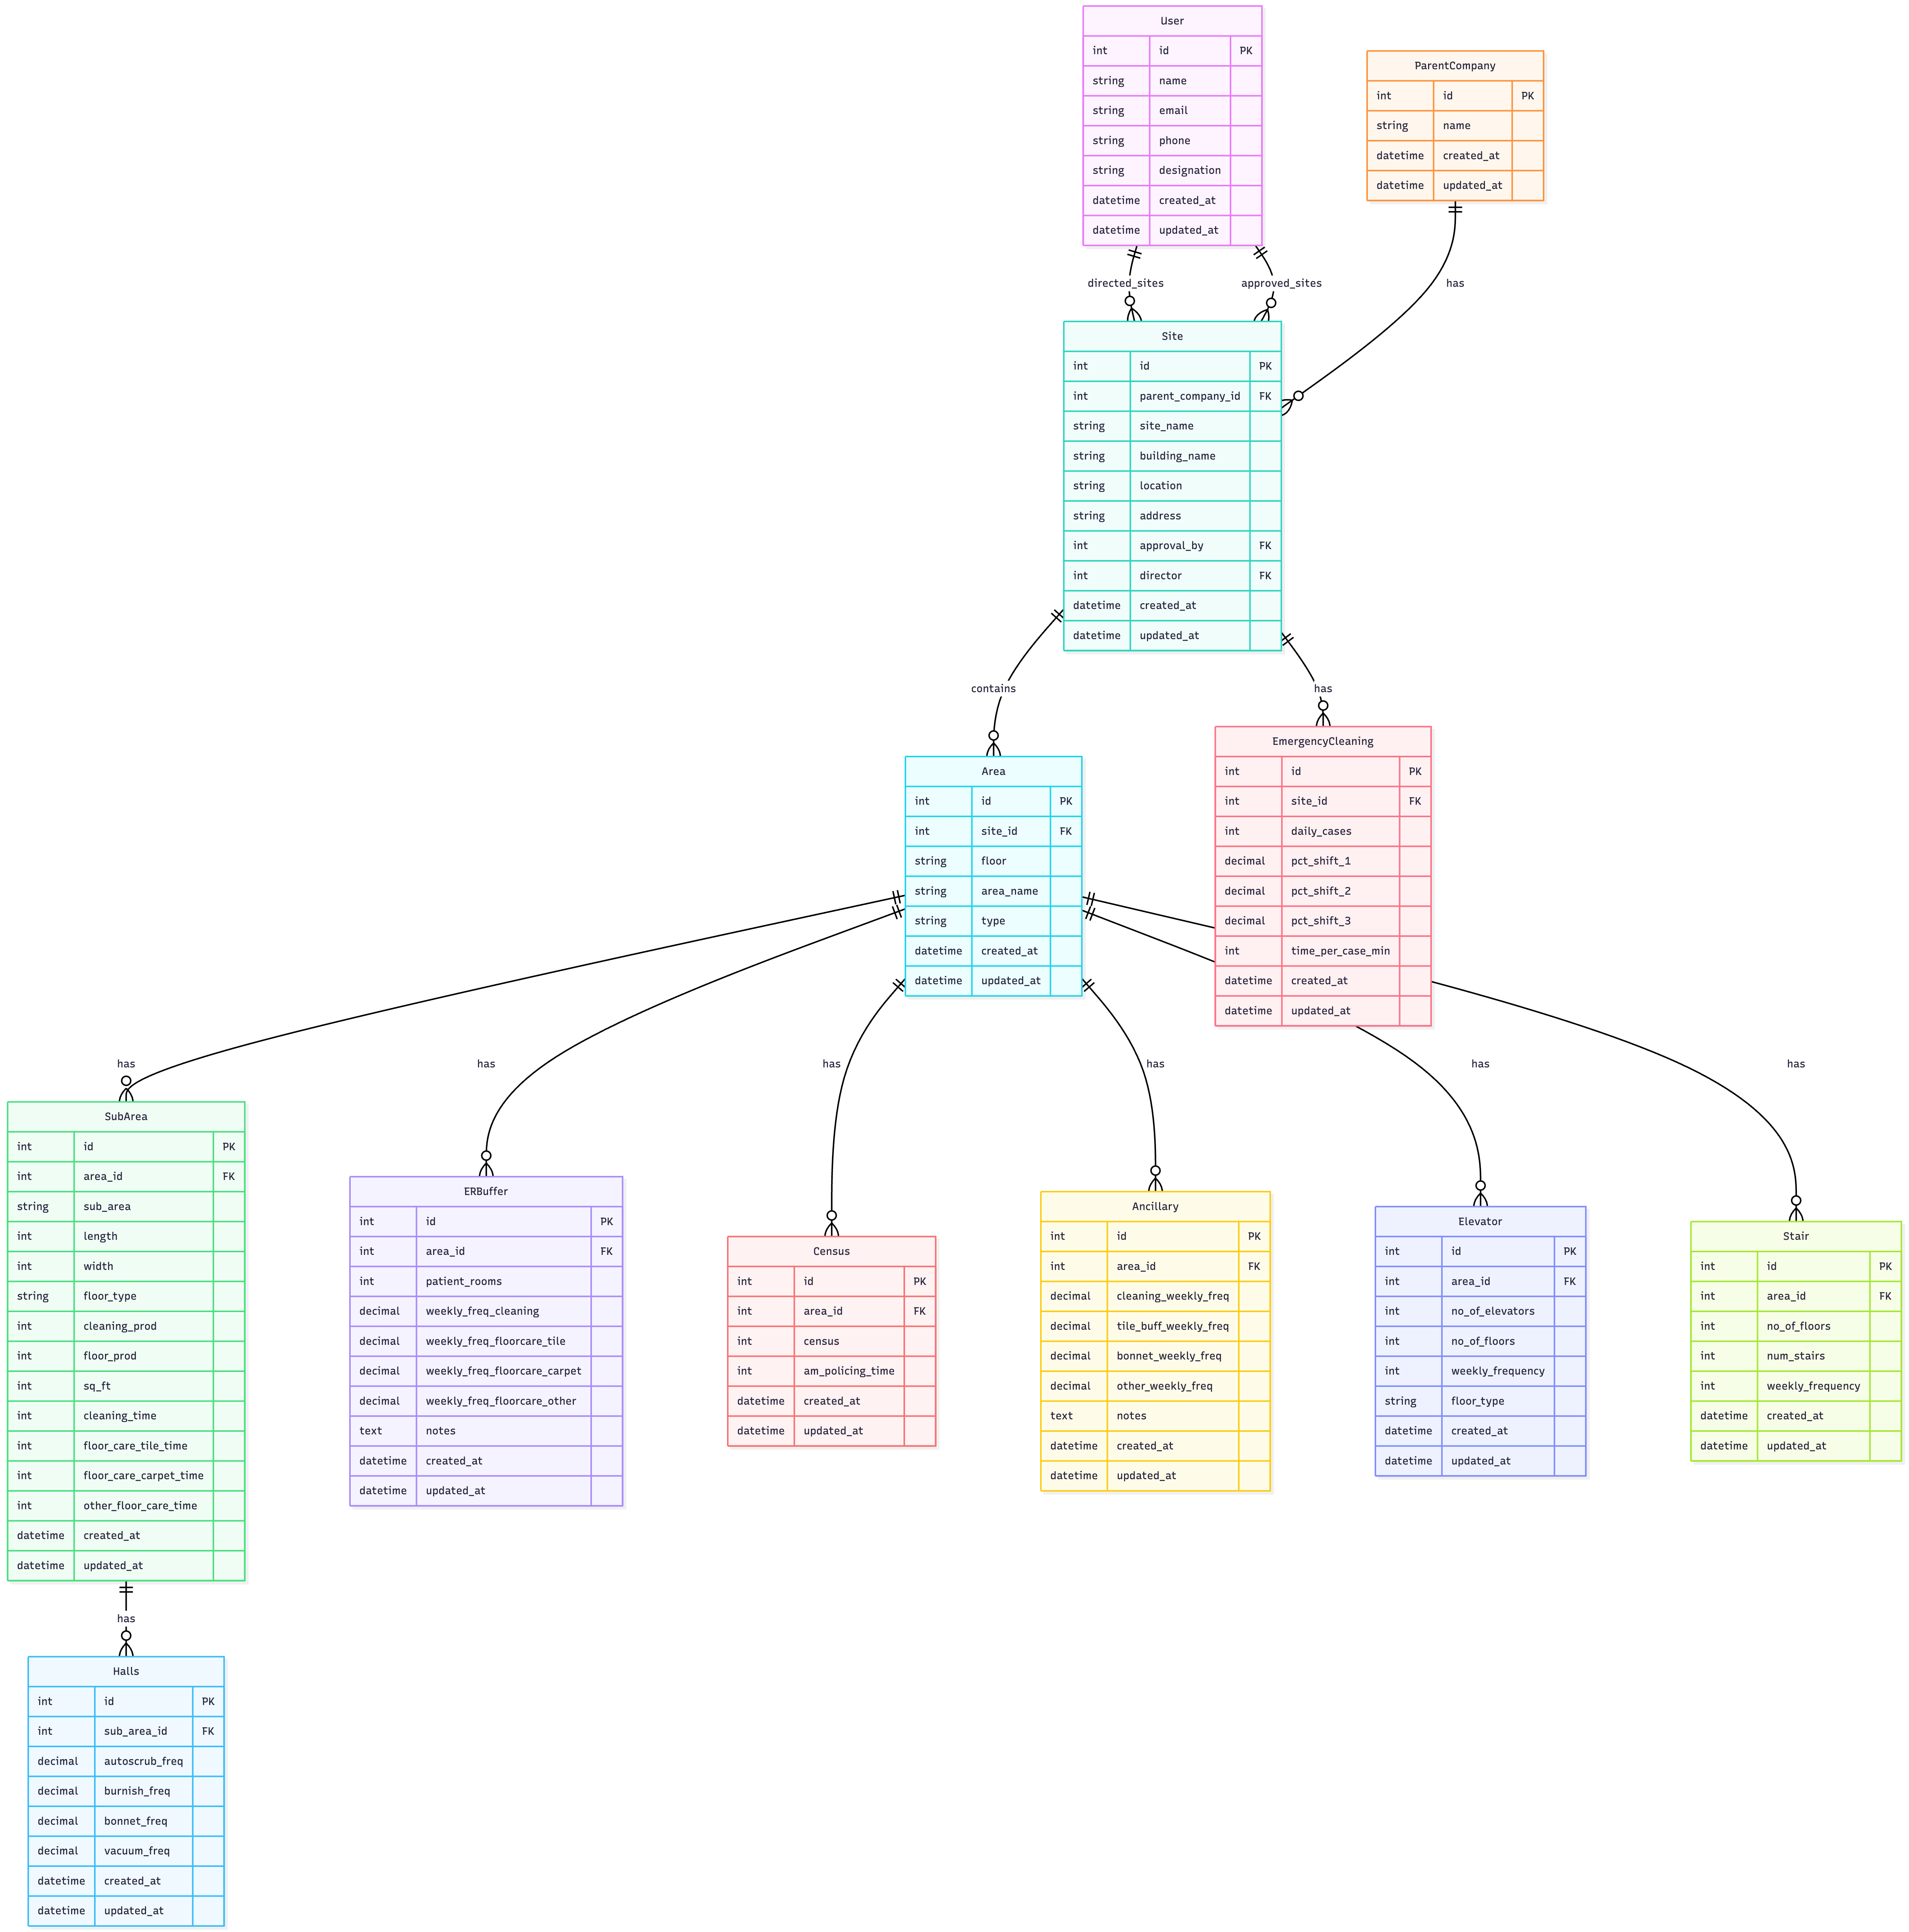 User
int id PK
string name
string email
string phone
string designation
datetime created_at
datetime updated_at
ParentCompany
int id PK
string name
datetime created_at
datetime updated_at
directed_sites
approved_sites
has
Site
int id PK
int parent_company_id FK
string site_name
string building_name
string location
string address
int approval_by FK
int director FK
datetime created_at
datetime updated_at
contains
has
Area
int id PK
int site_id FK
string floor
string area_name
string type
datetime created_at
datetime updated_at
EmergencyCleaning
int id PK
int site_id FK
int daily_cases
decimal pct_shift_1
decimal pct_shift_2
decimal pct_shift_3
int time_per_case_min
datetime created_at
datetime updated_at
has
has
has
has
has
has
SubArea
int id PK
int area_id FK
string sub_area
int length
int width
string floor_type
int cleaning_prod
int floor_prod
int sq_ft
int cleaning_time
int floor_care_tile_time
int floor_care_carpet_time
int other_floor_care_time
datetime created_at
datetime updated_at
ERBuffer
int id PK
int area_id FK
int patient_rooms
decimal weekly_freq_cleaning
decimal weekly_freq_floorcare_tile
decimal weekly_freq_floorcare_carpet
decimal weekly_freq_floorcare_other
text notes
datetime created_at
datetime updated_at
Census
int id PK
int area_id FK
int census
int am_policing_time
datetime created_at
datetime updated_at
Ancillary
int id PK
int area_id FK
decimal cleaning_weekly_freq
decimal tile_buff_weekly_freq
decimal bonnet_weekly_freq
decimal other_weekly_freq
text notes
datetime created_at
datetime updated_at
Elevator
int id PK
int area_id FK
int no_of_elevators
int no_of_floors
int weekly_frequency
string floor_type
datetime created_at
datetime updated_at
Stair
int id PK
int area_id FK
int no_of_floors
int num_stairs
int weekly_frequency
datetime created_at
datetime updated_at
has
Halls
int id PK
int sub_area_id FK
decimal autoscrub_freq
decimal burnish_freq
decimal bonnet_freq
decimal vacuum_freq
datetime created_at
datetime updated_at